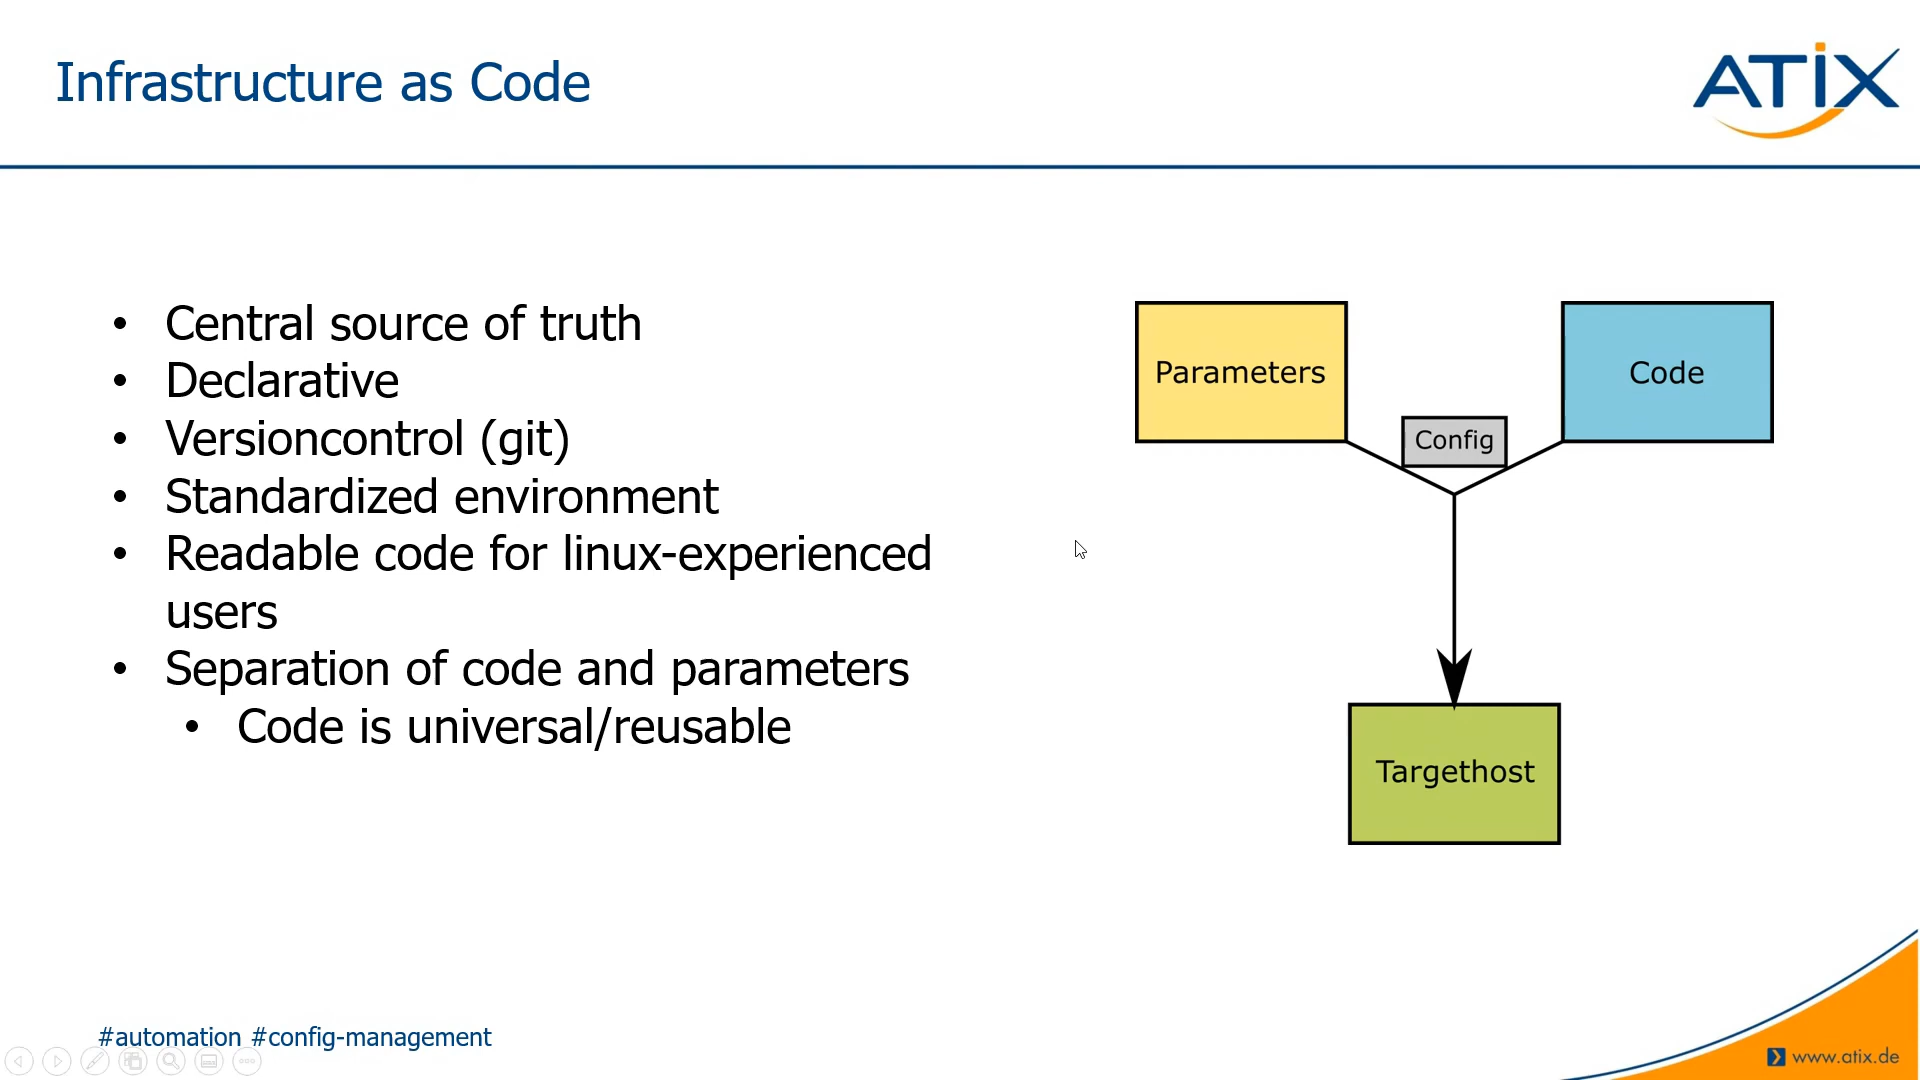 Infrastructure as Code
ATIX
• Central source of truth
• Declarative
• Versioncontrol (git)
• Standardized environment
• Readable code for linux-experienced
users
• Separation of code and parameters
• Code is universal/reusable
Parameters
Code
Config
Targethost
#automation #config-management
www.atix.de